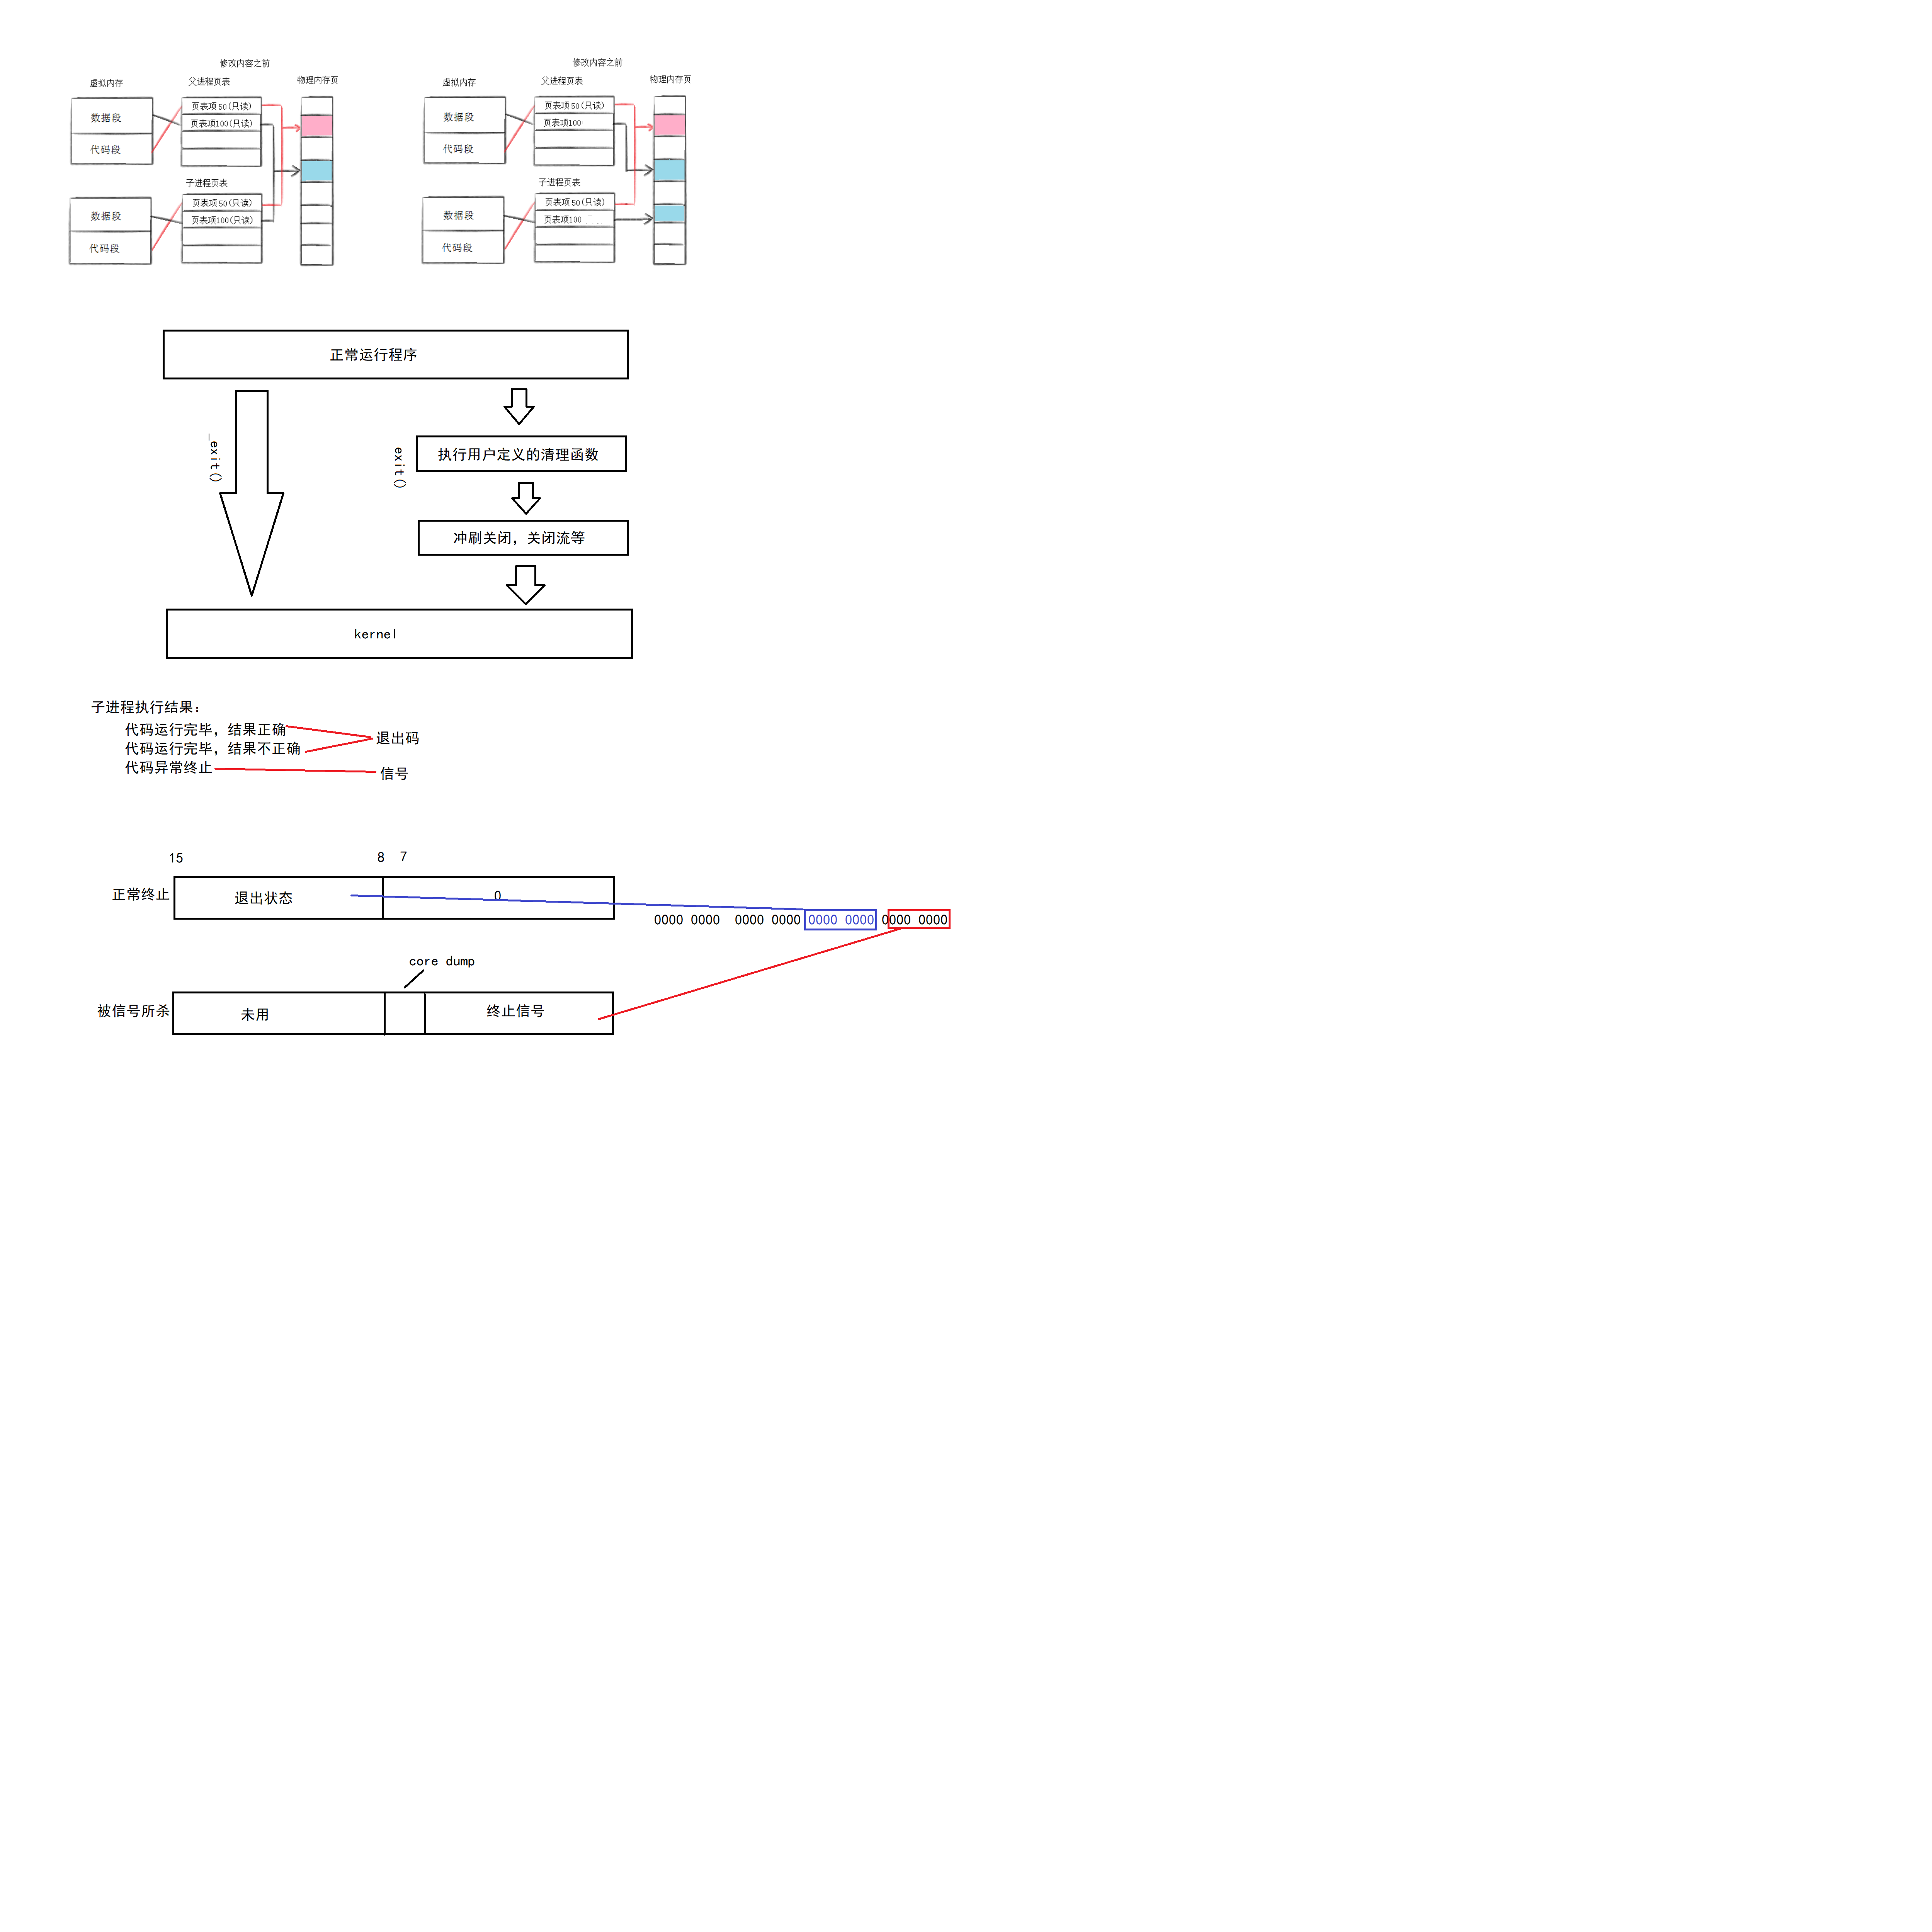 修改内容之前
虚拟内存
父进程页表
物理内存页
数据段
代码段
页表项50(只读)
页表项100(只读)
子进程页表
数据段
代码段
页表项50(只读)
页表项100(只读)
修改内容之前
虚拟内存
父进程页表
物理内存页
数据段
代码段
页表项50(只读)
页表项100
子进程页表
数据段
代码段
页表项50(只读)
页表项100
正常运行程序
_exit()
exit()
执行用户定义的清理函数
冲刷关闭，关闭流等
kernel
子进程执行结果：
代码运行完毕，结果正确
代码运行完毕，结果不正确
代码异常终止
退出码
信号
15 8 7
正常终止 退出状态 0
0000 0000 0000 0000 0000 0000 0000 0000
core dump
被信号所杀 未用 终止信号